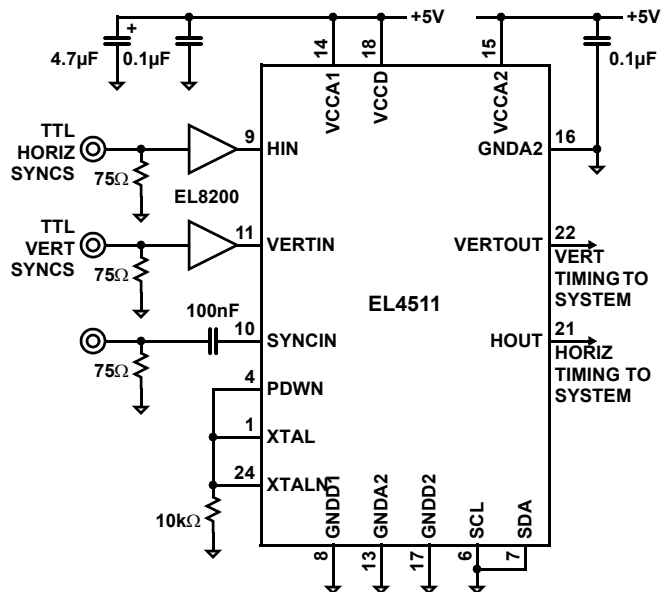 +5V
+5V
4.7µF
+
0.1µF
14
18
15
0.1µF
VCCA1
VCCD
VCCA2
TTL
HORIZ
SYNCS
75Ω
9
HIN
EL8200
GNDA2
16
TTL
VERT
SYNCS
75Ω
11
VERTIN
VERTOUT
22
VERT
TIMING TO
SYSTEM
100nF
EL4511
75Ω
10
SYNCIN
HOUT
21
HORIZ
TIMING TO
SYSTEM
4
PDWN
1
XTAL
24
XTALN
10kΩ
GNDD1
GNDA2
GNDD2
SCL
SDA
8
13
17
6
7